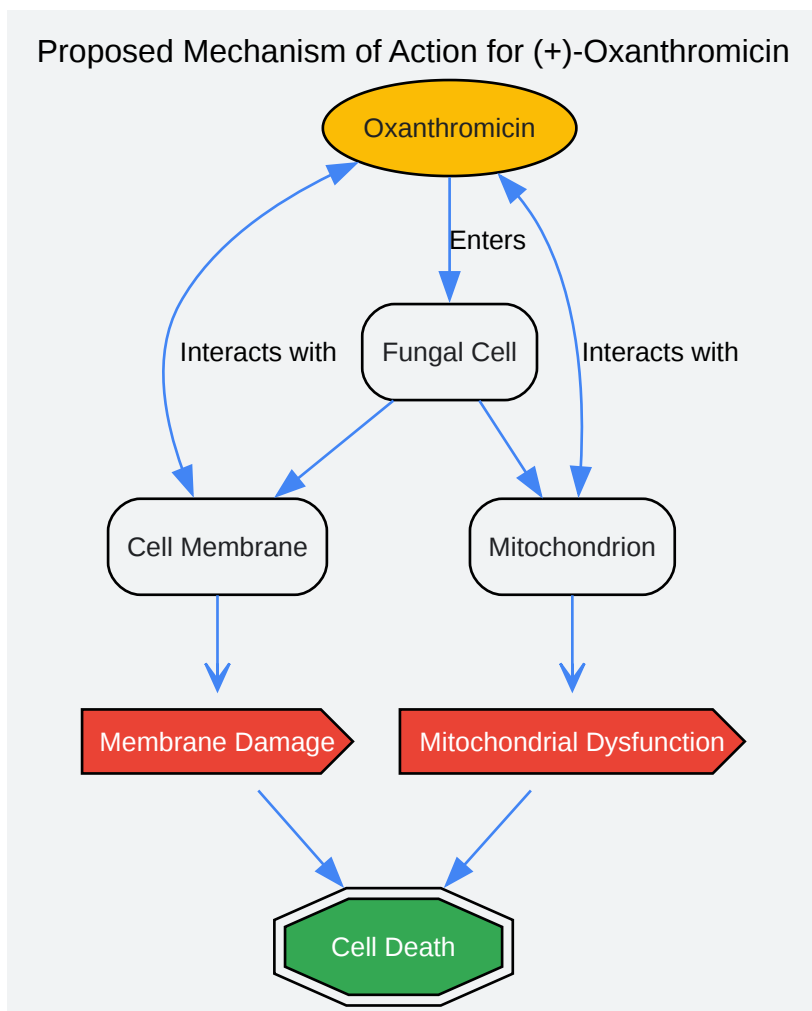 Proposed Mechanism of Action for (+)-Oxanthromicin
Oxanthromicin
Enters
Interacts with
Fungal Cell
Interacts with
Cell Membrane
Mitochondrion
Membrane Damage
Mitochondrial Dysfunction
Cell Death